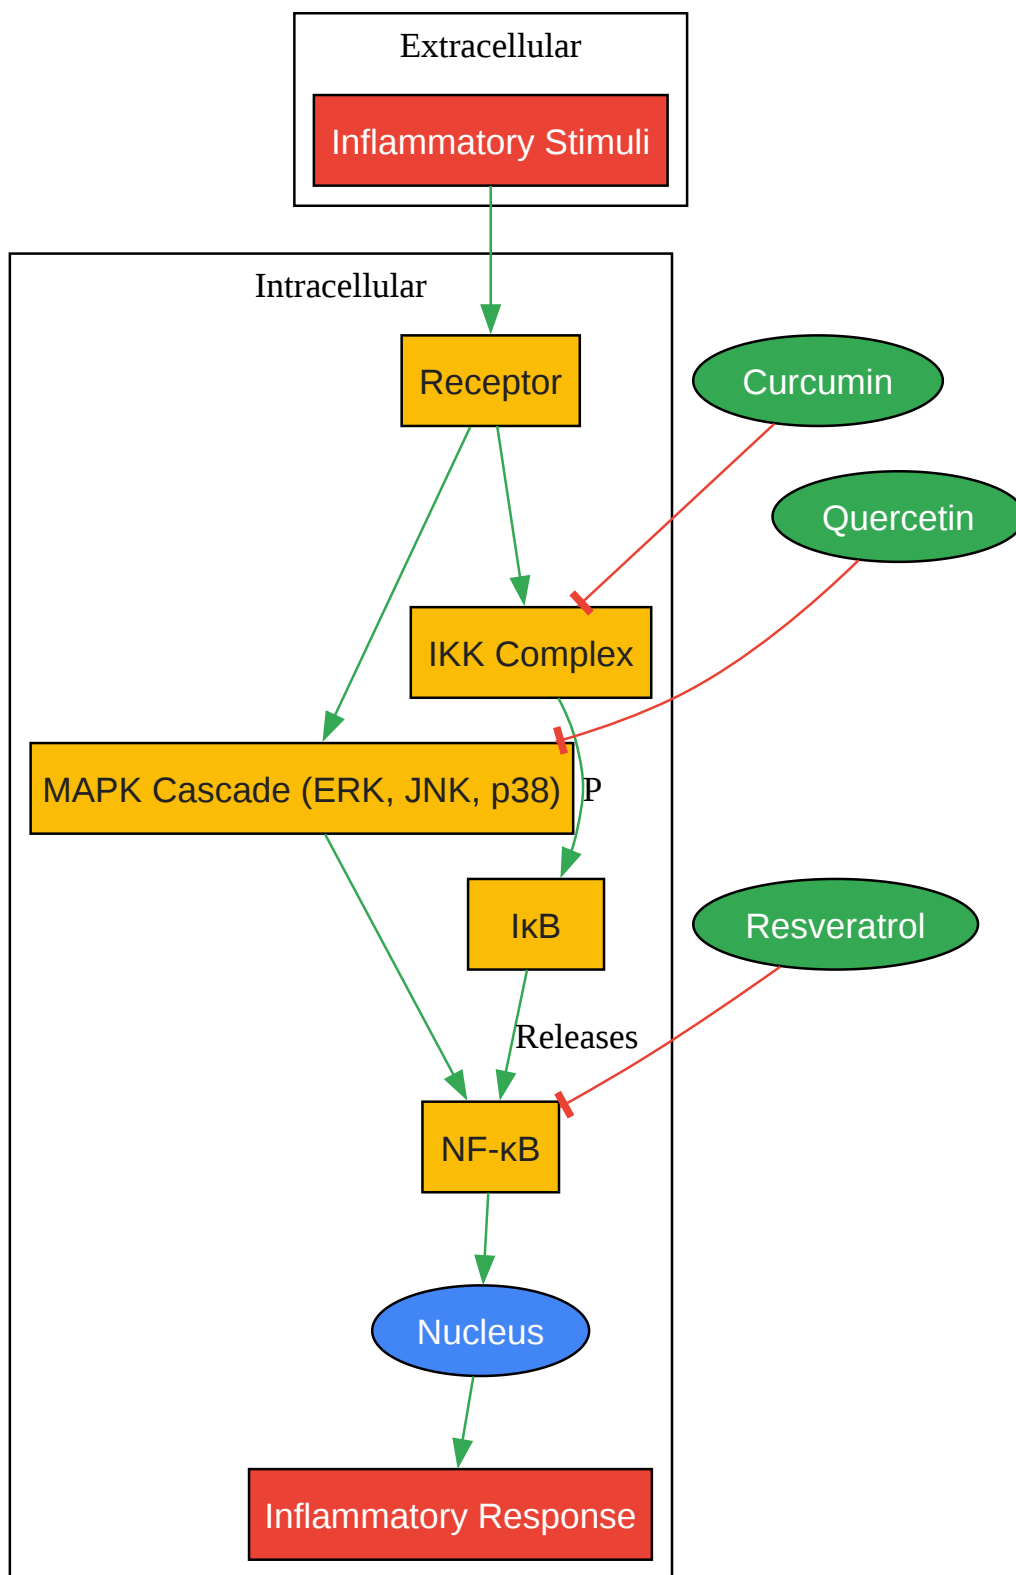 Extracellular
Inflammatory Stimuli
Intracellular
Receptor
Curcumin
Quercetin
IKK Complex
MAPK Cascade (ERK, JNK, p38)
P
IκB
Resveratrol
Releases
NF-κB
Nucleus
Inflammatory Response